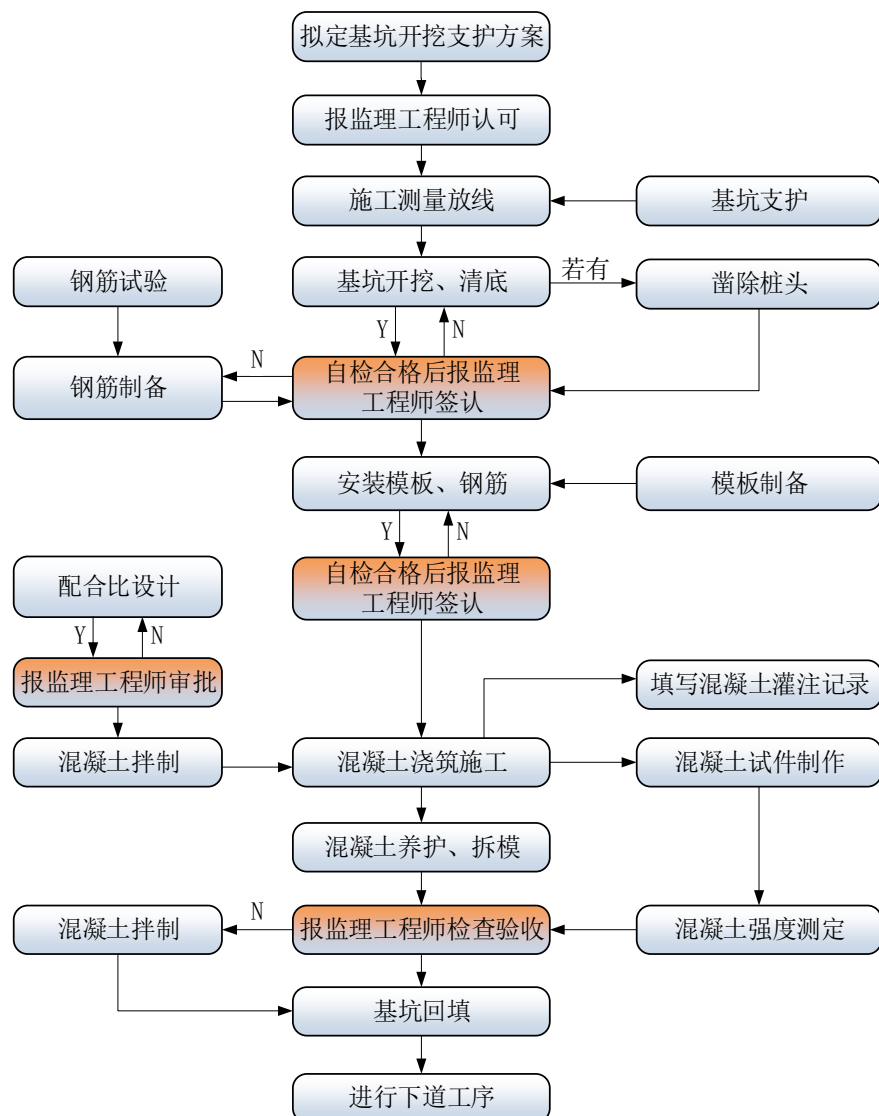 拟定基坑开挖支护方案
报监理工程师认可
施工测量放线
基坑支护
钢筋试验
基坑开挖、清底
若有
凿除桩头
Y
N
钢筋制备
N
自检合格后报监理
工程师签认
安装模板、钢筋
模板制备
Y
N
配合比设计
自检合格后报监理
工程师签认
Y
N
报监理工程师审批
填写混凝土灌注记录
混凝土拌制
混凝土浇筑施工
混凝土试件制作
混凝土养护、拆模
混凝土拌制
N
报监理工程师检查验收
混凝土强度测定
基坑回填
进行下道工序